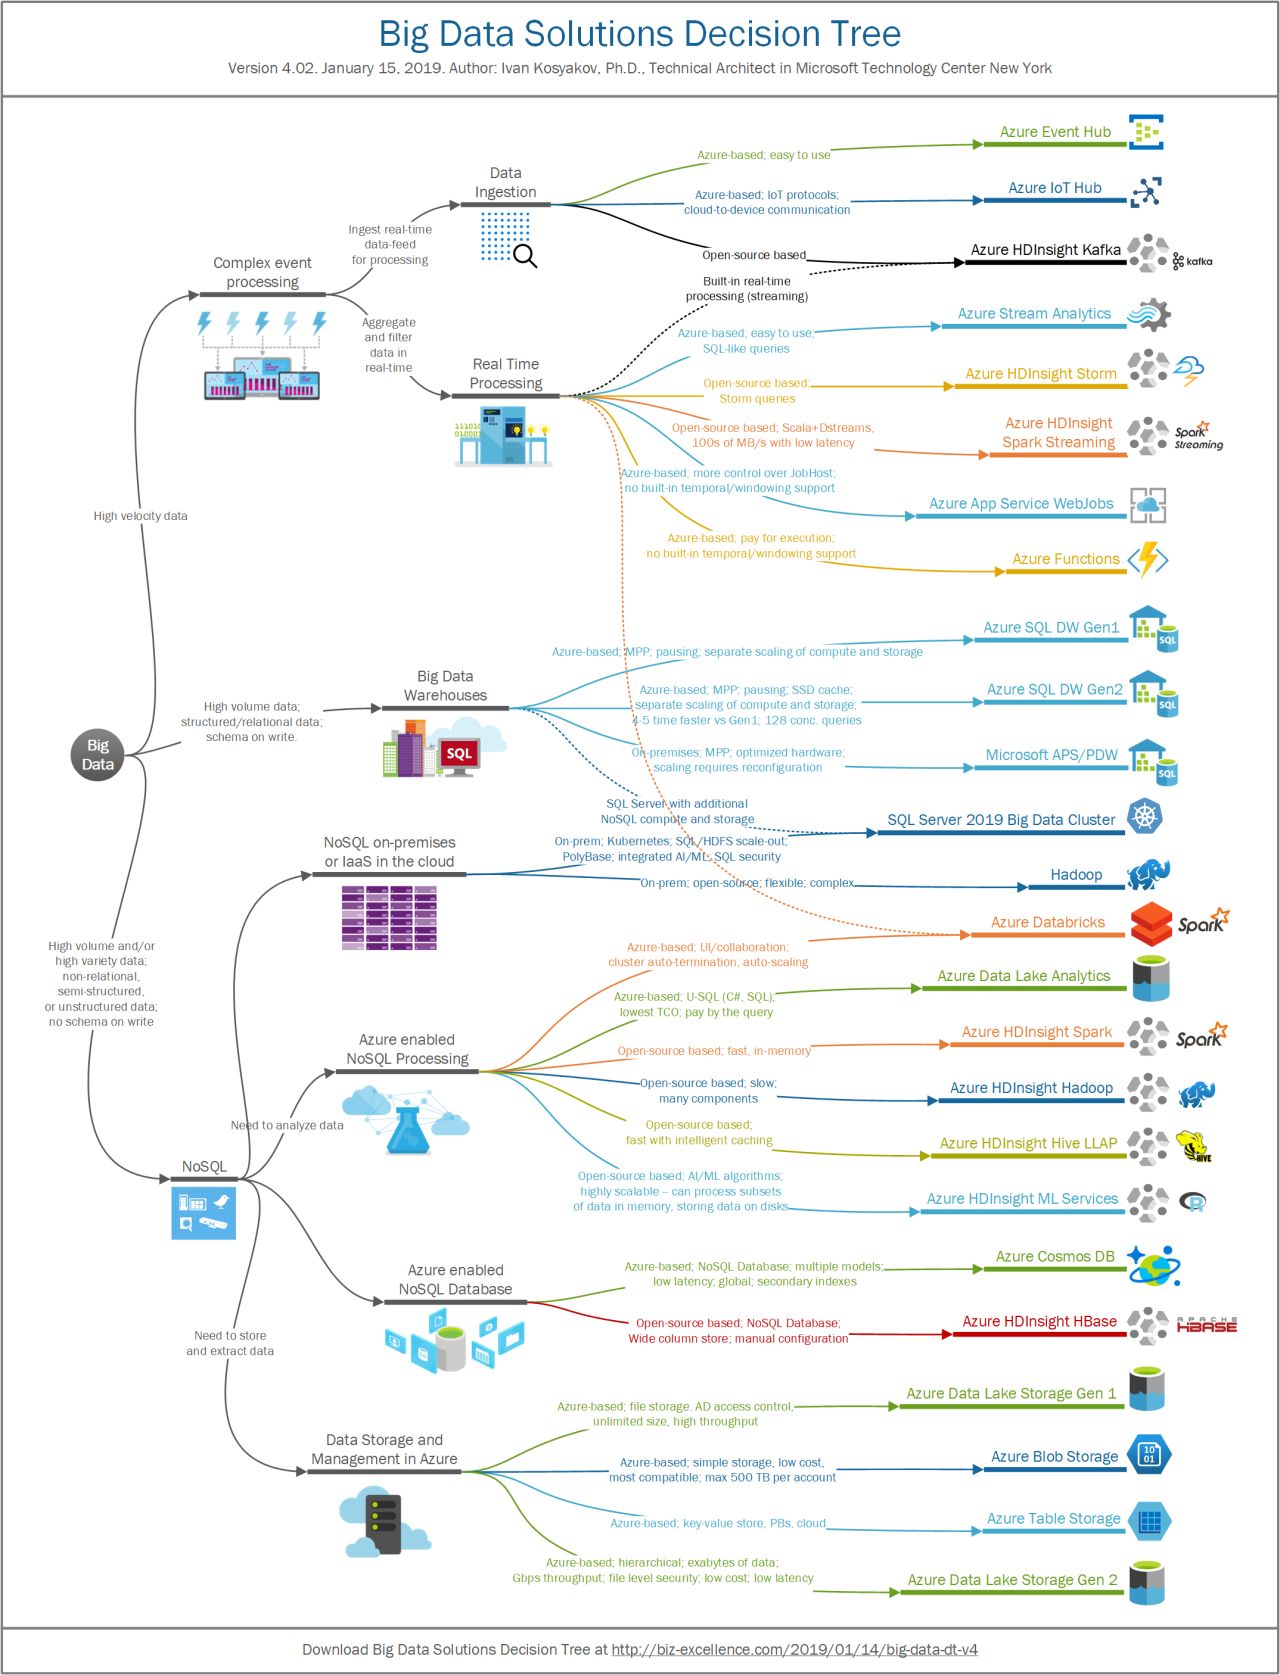 Big Data Solutions Decision Tree
Version 4.02. January 15, 2019. Author: Ivan Kosyakov, Ph.D., Technical Architect in Microsoft Technology Center New York
Big
Data
High velocity data
Complex event
processing
Ingest real-time
data-feed
for processing
Data
Ingestion
Azure-based; easy to use
Azure Event Hub
Azure-based; IoT protocols;
cloud-to-device communication
Azure IoT Hub
Open-source based
Azure HDInsight Kafka
kafka
Aggregate
and filter
data in
real-time
Real Time
Processing
Built-in real-time
processing (streaming)
Azure-based; easy to use;
SQL-like queries
Azure Stream Analytics
Open-source based;
Storm queries
Azure HDInsight Storm
Open-source based; Scala+Dstreams,
100s of MB/s with low latency
Azure HDInsight
Spark Streaming
Spark
Streaming
Azure-based; more control over JobHost;
no built-in temporal/windowing support
Azure App Service WebJobs
Azure-based; pay for execution;
no built-in temporal/windowing support
Azure Functions
High volume data;
structured/relational data;
schema on write.
Big Data
Warehouses
SQL
Azure-based; MPP; pausing; separate scaling of compute and storage
Azure SQL DW Gen1
SQL
Azure-based; MPP; pausing; SSD cache;
separate scaling of compute and storage;
4-5 time faster vs Gen1; 128 conc. queries
Azure SQL DW Gen2
SQL
On-premises; MPP; optimized hardware;
scaling requires reconfiguration
Microsoft APS/PDW
SQL
SQL Server with additional
NoSQL compute and storage
SQL Server 2019 Big Data Cluster
High volume and/or
high variety data;
non-relational,
semi-structured,
or unstructured data;
no schema on write
NoSQL
NoSQL on-premises
or IaaS in the cloud
On-prem; Kubernetes; SQL/HDFS scale-out;
PolyBase; integrated AI/ML; SQL security
On-prem; open-source; flexible; complex
Hadoop
Need to analyze data
Azure enabled
NoSQL Processing
Azure-based; UI/collaboration;
cluster auto-termination; auto-scaling
Azure Databricks
Spark
Azure-based; U-SQL (C#, SQL);
lowest TCO; pay by the query
Azure Data Lake Analytics
Open-source based; fast, in-memory
Azure HDInsight Spark
Spark
Open-source based; slow;
many components
Azure HDInsight Hadoop
Open-source based;
fast with intelligent caching
Azure HDInsight Hive LLAP
HIVE
Open-source based; AI/ML algorithms;
highly scalable – can process subsets
of data in memory, storing data on disks
Azure HDInsight ML Services
R
Azure enabled
NoSQL Database
Azure-based; NoSQL Database; multiple models;
low latency; global; secondary indexes
Azure Cosmos DB
Open-source based; NoSQL Database;
Wide column store; manual configuration
Azure HDInsight HBase
APACHE
HBASE
Need to store
and extract data
Data Storage and
Management in Azure
Azure-based; file storage. AD access control,
unlimited size, high throughput
Azure Data Lake Storage Gen 1
Azure-based; simple storage, low cost,
most compatible; max 500 TB per account
Azure Blob Storage
10
01
Azure-based; key-value store, PBs, cloud
Azure Table Storage
Azure-based; hierarchical; exabytes of data;
Gbps throughput; file level security; low cost; low latency
Azure Data Lake Storage Gen 2
Download Big Data Solutions Decision Tree at http://biz-excellence.com/2019/01/14/big-data-dt-v4